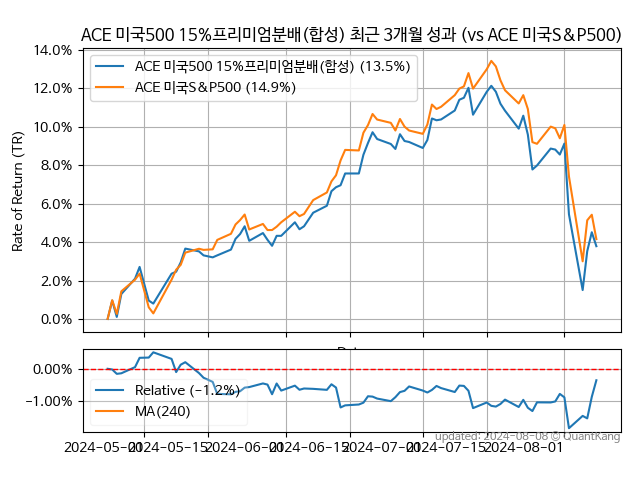 ACE 미국500 15%프리미엄분배(합성) 최근 3개월 성과 (vs ACE 미국S&P500)
14.0%
12.0%
10.0%
8.0%
6.0%
4.0%
2.0%
0.0%
Rate of Return (TR)
ACE 미국500 15%프리미엄분배(합성) (13.5%)
ACE 미국S&P500 (14.9%)
0.00%
−1.00%
Relative (−1.2%)
MA(240)
2024-05-01
2024-05-15
2024-06-01
2024-06-15
2024-07-01
2024-07-15
2024-08-01
updated: 2024-08-08 © QuantKang